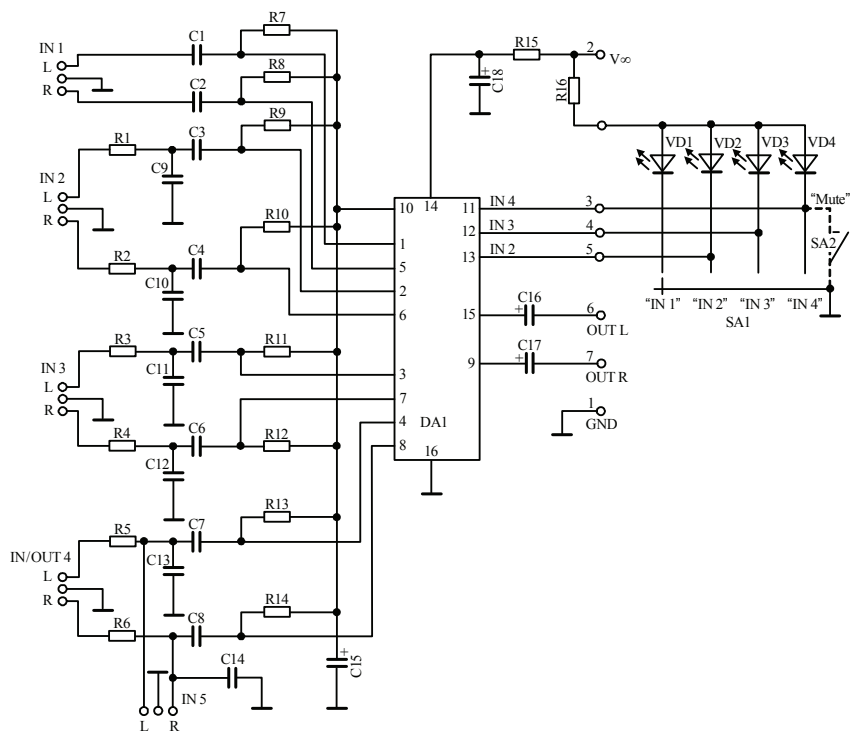 IN 1
L
R
C1
R7
C2
R8
IN 2
L
R
R1
C9
C3
R9
R2
C10
C4
R10
IN 3
L
R
R3
C11
C5
R11
R4
C12
C6
R12
IN/OUT 4
L
R
R5
C13
C7
R13
R6
C8
R14
C14
C15
+
IN 5
L
R
DA1
10
1
5
2
6
3
7
4
8
14
11
12
13
15
9
16
C18
+
R15
R16
2
V∞
VD1
VD2
VD3
VD4
IN 4
3
IN 3
4
IN 2
5
"Mute"
SA2
"IN 1"
"IN 2"
"IN 3"
"IN 4"
SA1
C16
+
6
OUT L
C17
+
7
OUT R
1
GND